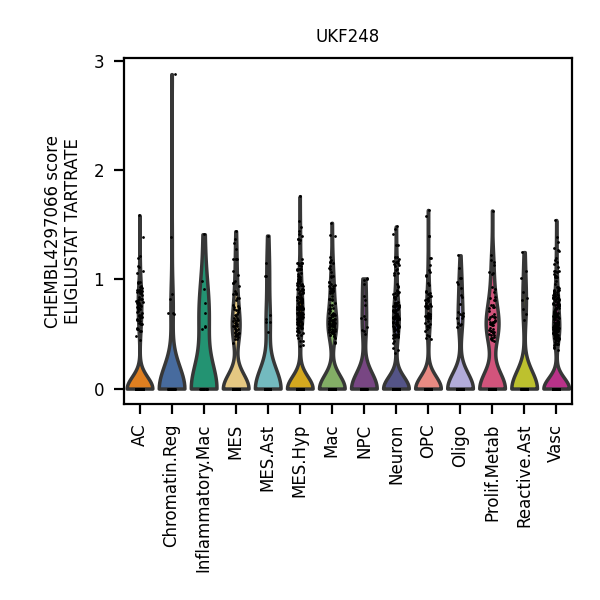 UKF248
CHEMBL4297066 score
ELIGLUSTAT TARTRATE
3
2
1
0
AC
Chromatin.Reg
Inflammatory.Mac
MES
MES.Ast
MES.Hyp
Mac
NPC
Neuron
OPC
Oligo
Prolif.Metab
Reactive.Ast
Vasc